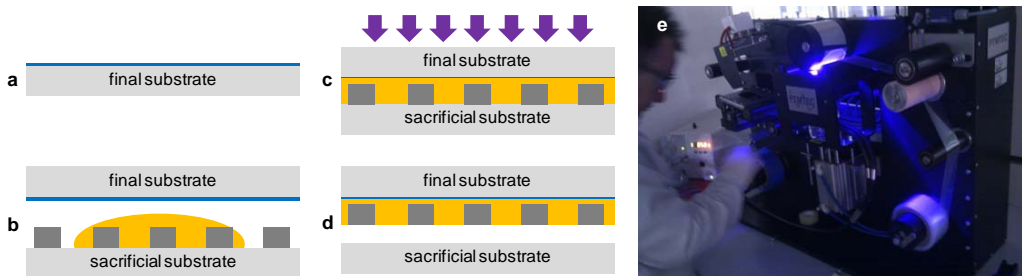 a
final substrate
final substrate
b
sacrificial substrate
c
final substrate
sacrificial substrate
final substrate
d
sacrificial substrate
e